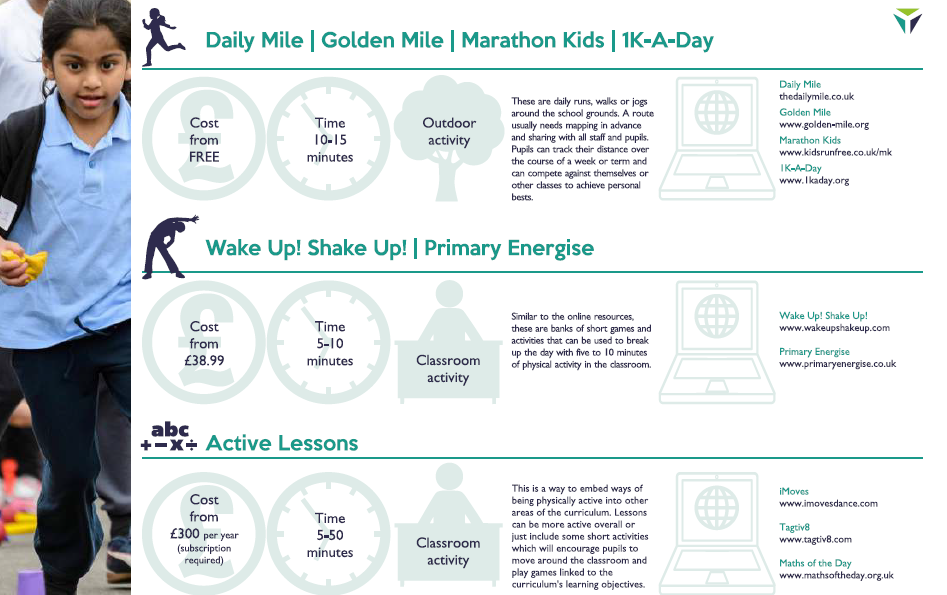 Daily Mile | Golden Mile | Marathon Kids | 1K-A-Day
Cost
from
FREE
Time
10-15
minutes
Outdoor
activity
These are daily runs, walks or jogs
around the school grounds. A route
usually needs mapping in advance
and sharing with all staff and pupils.
Pupils can track their distance over
the course of a week or term and
can compete against themselves or
other classes to achieve personal
bests.
Daily Mile
thedailymile.co.uk
Golden Mile
www.golden-mile.org
Marathon Kids
www.kidsrunfree.co.uk/mk
1K-A-Day
www.1kaday.org
Wake Up! Shake Up! | Primary Energise
Cost
from
£38.99
Time
5-10
minutes
Classroom
activity
Similar to the online resources,
these are banks of short games and
activities that can be used to break
up the day with five to 10 minutes
of physical activity in the classroom.
Wake Up! Shake Up!
www.wakeupshakeup.com
Primary Energise
www.primaryenergise.co.uk
abc
+-x÷
Active Lessons
Cost
from
£300 per year
(subscription
required)
Time
5-50
minutes
Classroom
activity
This is a way to embed ways of
being physically active into other
areas of the curriculum. Lessons
can be more active overall or
just include some short activities
which will encourage pupils to
move around the classroom and
play games linked to the
curriculum's learning objectives.
iMoves
www.imovesdance.com
Tagtiv8
www.tagtiv8.com
Maths of the Day
www.mathsoftheday.org.uk